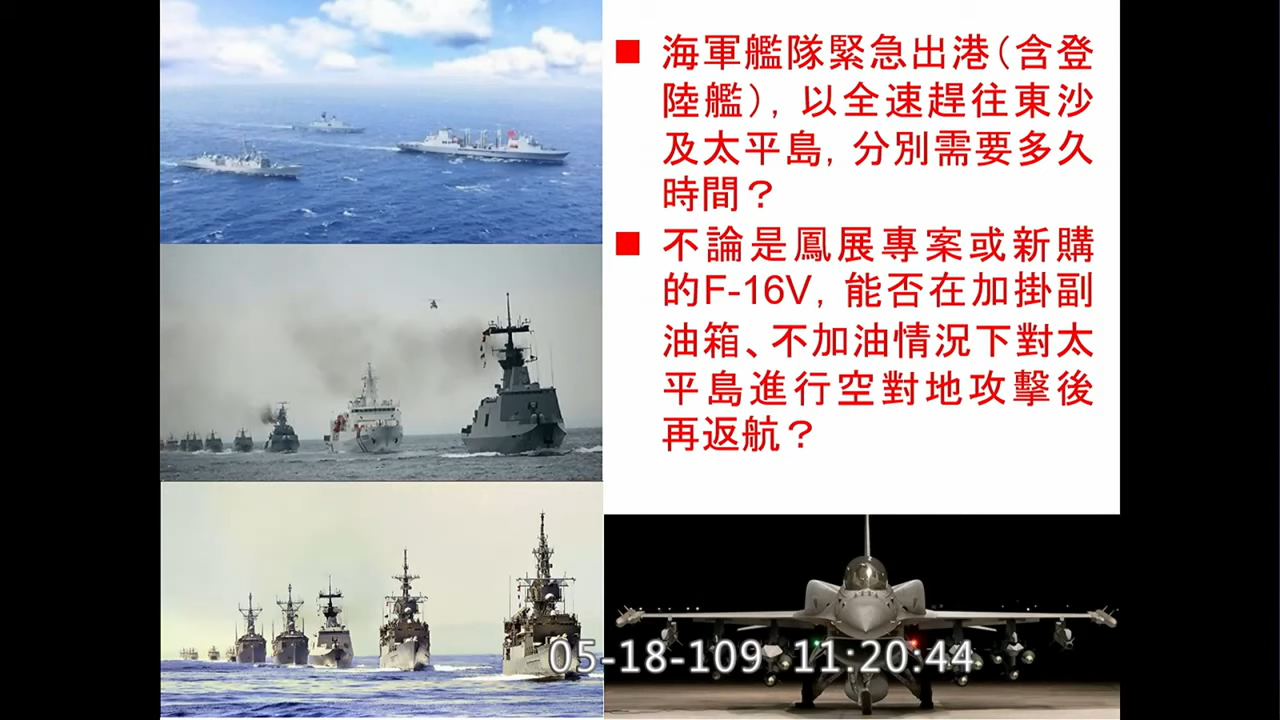 ■ 海軍艦隊緊急出港（含登
陸艦），以全速趕往東沙
及太平島，分別需要多久
時間？
■ 不論是鳳展專案或新購
的F-16V，能否在加掛副
油箱、不加油情況下對太
平島進行空對地攻擊後
再返航？
05-18-109 11:20:44